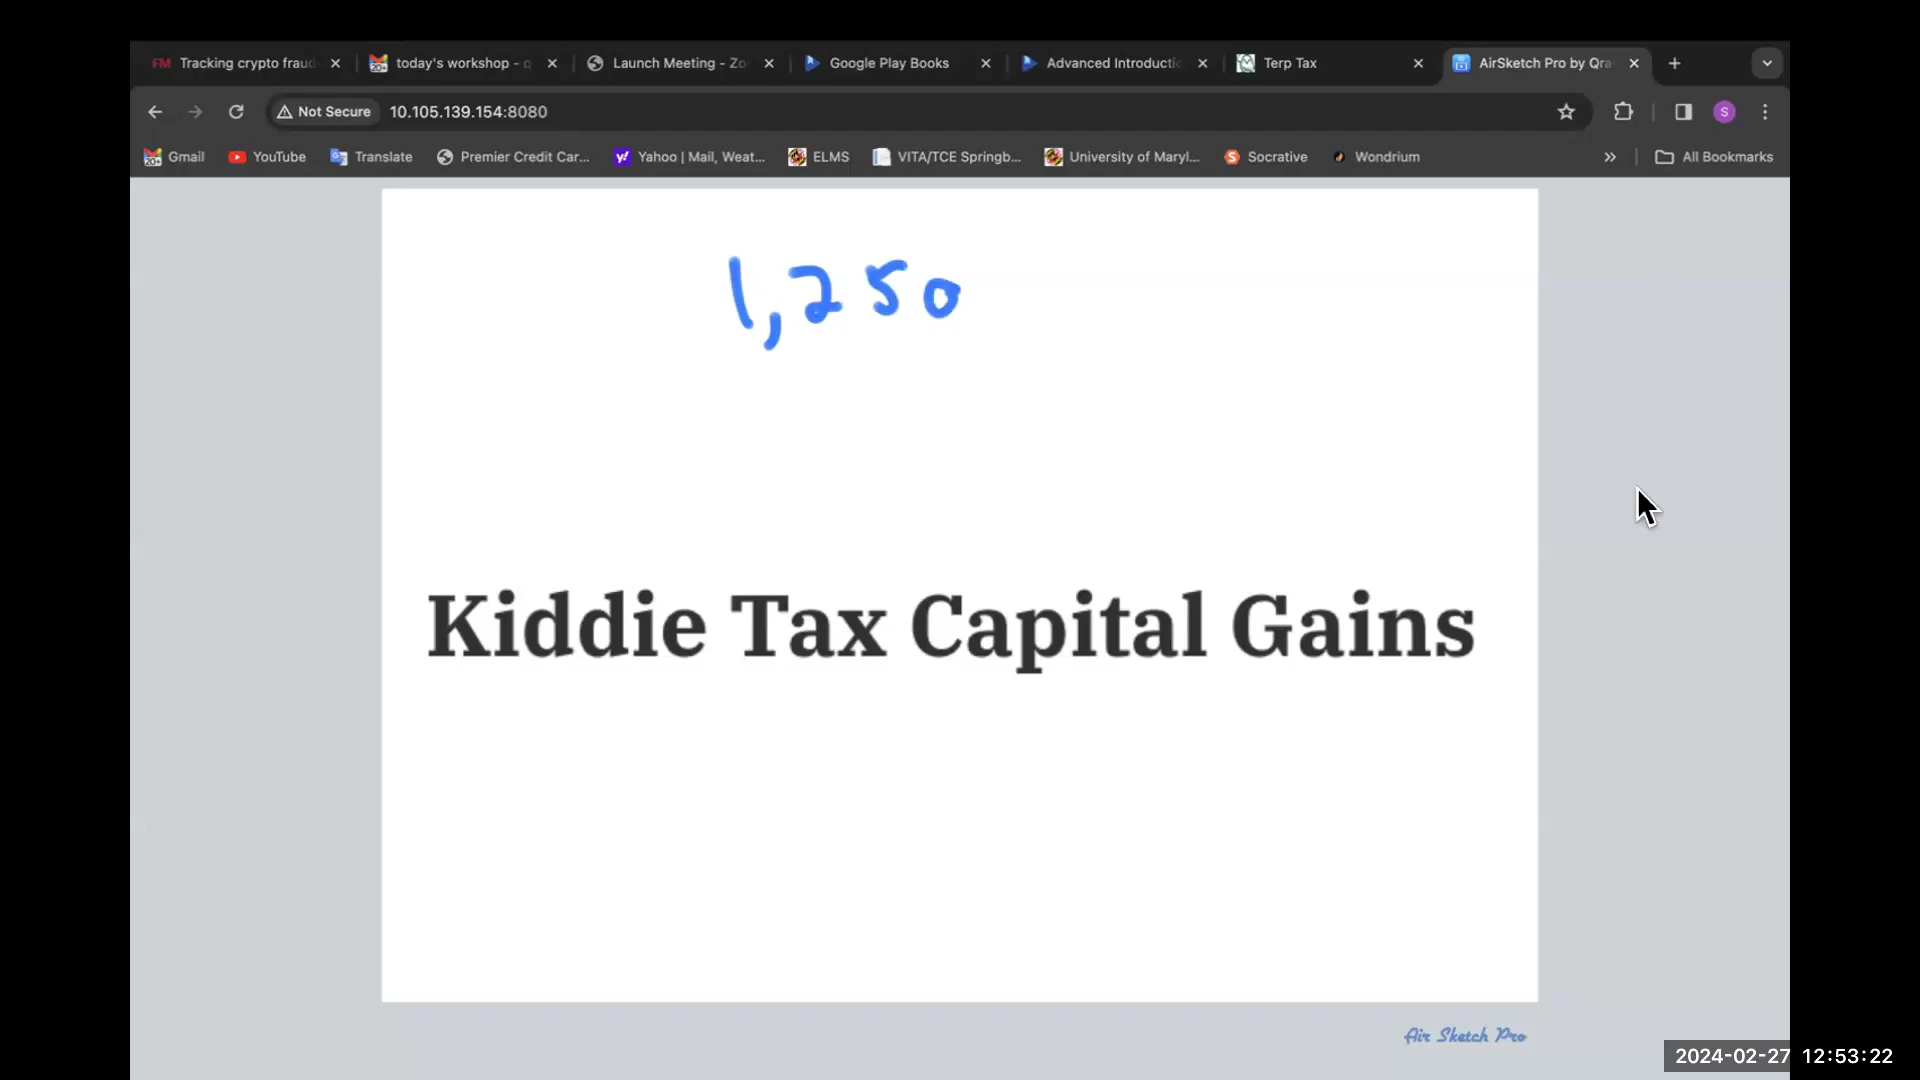 FM Tracking crypto fraud
today's workshop - q
Launch Meeting - Zo
Google Play Books
Advanced Introducti
Terp Tax
AirSketch Pro by Qra
Not Secure 10.105.139.154:8080
S
Gmail
YouTube
Translate
Premier Credit Car...
Yahoo | Mail, Weat...
ELMS
VITA/TCE Springb...
University of Maryl...
Socrative
Wondrium
All Bookmarks
1,250
Kiddie Tax Capital Gains
Air Sketch Pro
2024-02-27 12:53:22